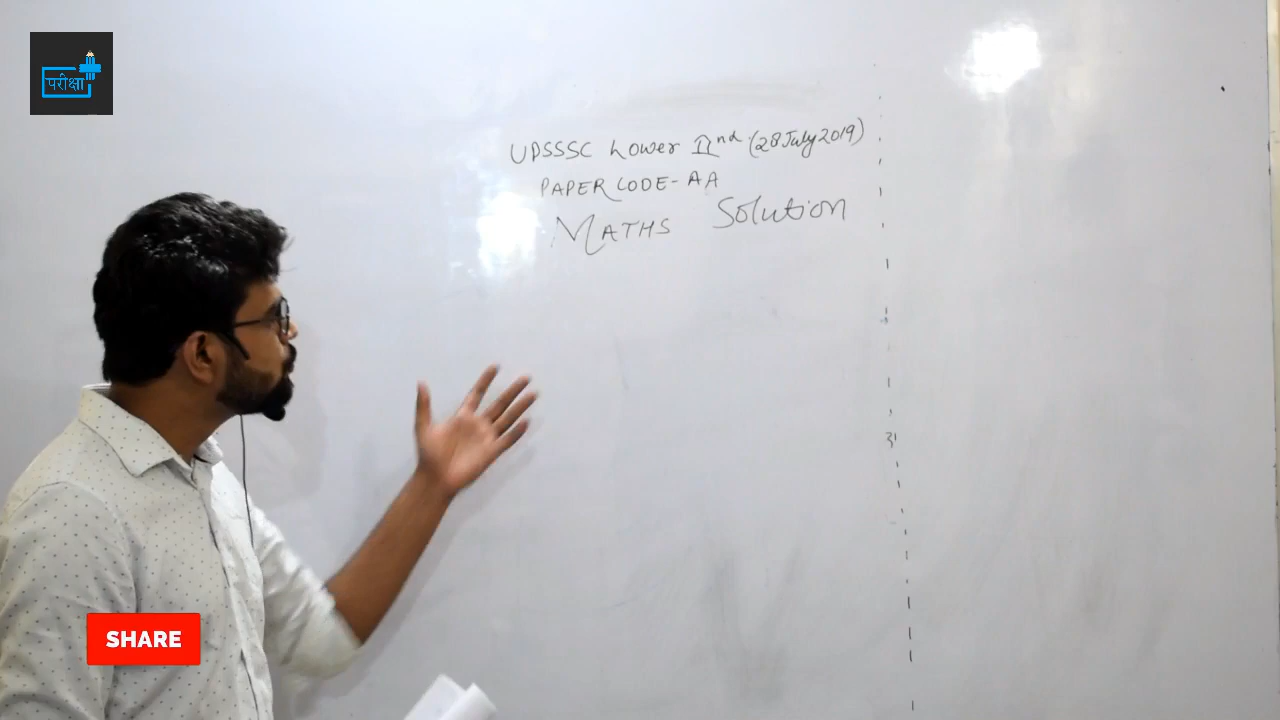 परीक्षा
UPSSSC Lower IInd (28 July 2019)
PAPER CODE - AA
MATHS Solution
SHARE